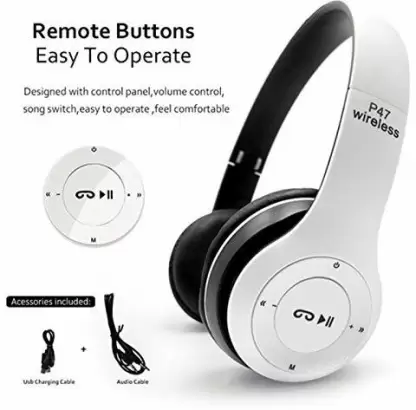 Remote Buttons
Easy To Operate
Designed with control panel,volume control,
song switch,easy to operate ,feel comfortable
P47
wireless
M
M
Acessories included:
+
Usb Charging Cable
Audio Cable